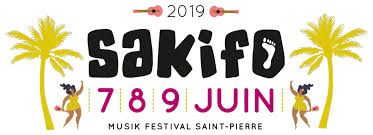 2019
SAKIFO
7 8 9 JUIN
MUSIK FESTIVAL SAINT-PIERRE